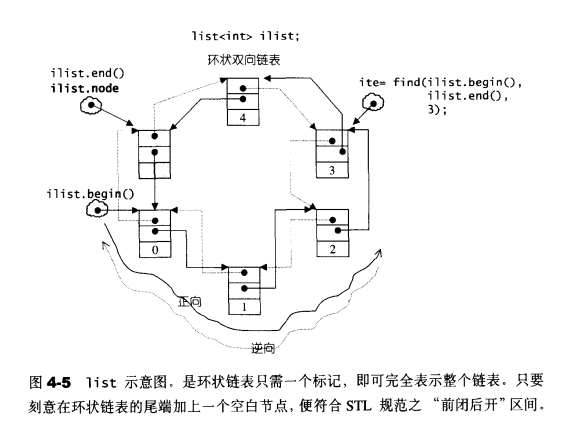 list<int> ilist;
环状双向链表
ilist.end()
ilist.node
ite= find(ilist.begin(),
ilist.end(),
3);
4
3
ilist.begin()
0
2
1
正向
逆向
图 4-5 list 示意图。是环状链表只需一个标记，即可完全表示整个链表。只要
刻意在环状链表的尾端加上一个空白节点，便符合 STL 规范之 “前闭后开”区间。